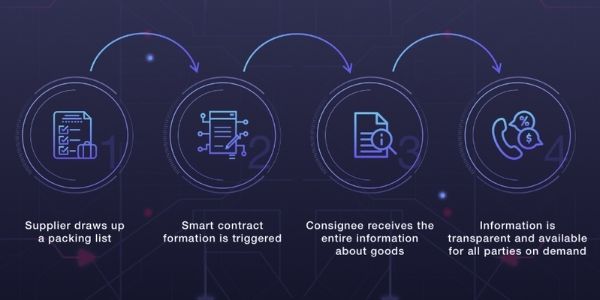 1
Supplier draws up
a packing list
2
Smart contract
formation is triggered
3
Consignee receives the
entire information
about goods
%
$
4
Information is
transparent and available
for all parties on demand